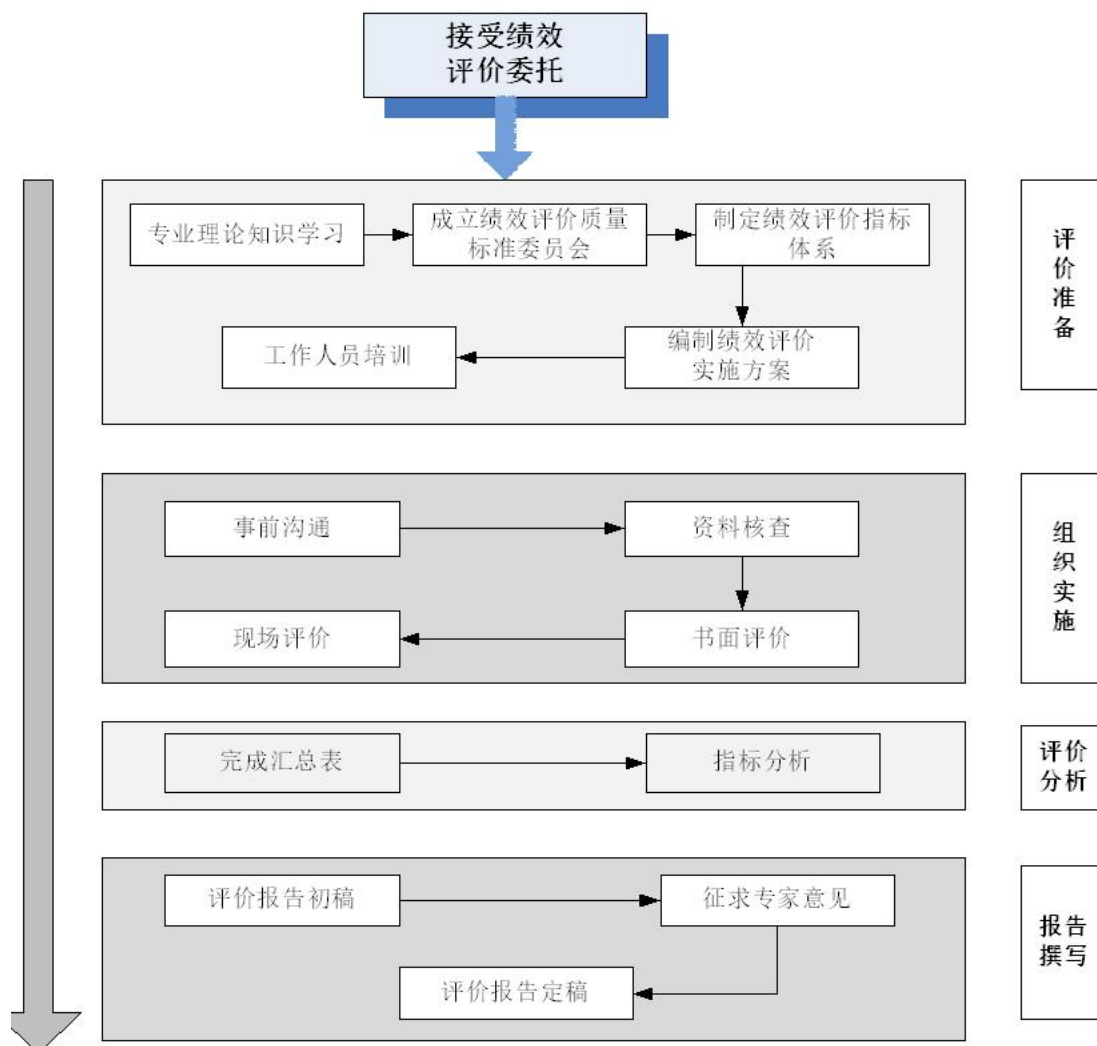 接受绩效
评价委托
专业理论知识学习
成立绩效评价质量
标准委员会
制定绩效评价指标
体系
工作人员培训
编制绩效评价
实施方案
评
价
准
备
事前沟通
资料核查
现场评价
书面评价
组
织
实
施
完成汇总表
指标分析
评价
分析
评价报告初稿
征求专家意见
评价报告定稿
报告
撰写